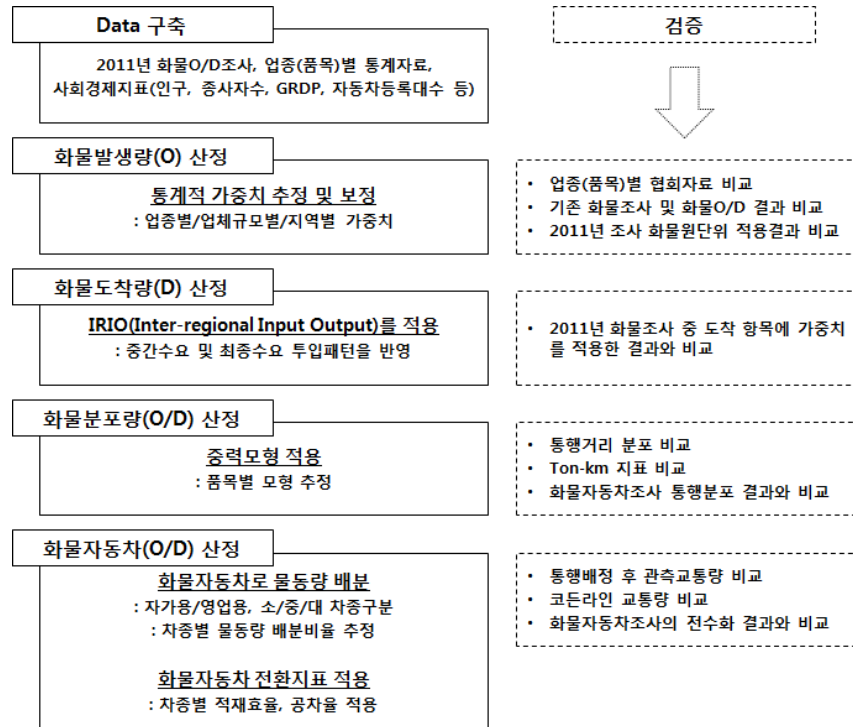 Data 구축
2011년 화물O/D조사, 업종(품목)별 통계자료,
사회경제지표(인구, 종사자수, GRDP, 자동차등록대수 등)
검증
화물발생량(O) 산정
통계적 가중치 추정 및 보정
: 업종별/업체규모별/지역별 가중치
• 업종(품목)별 협회자료 비교
• 기존 화물조사 및 화물O/D 결과 비교
• 2011년 조사 화물원단위 적용결과 비교
화물도착량(D) 산정
IRIO(Inter-regional Input Output)를 적용
: 중간수요 및 최종수요 투입패턴을 반영
• 2011년 화물조사 중 도착 항목에 가중치
를 적용한 결과와 비교
화물분포량(O/D) 산정
중력모형 적용
: 품목별 모형 추정
• 통행거리 분포 비교
• Ton-km 지표 비교
• 화물자동차조사 통행분포 결과와 비교
화물자동차(O/D) 산정
화물자동차로 물동량 배분
: 자가용/영업용, 소/중/대 차종구분
: 차종별 물동량 배분비율 추정
화물자동차 전환지표 적용
: 차종별 적재효율, 공차율 적용
• 통행배정 후 관측교통량 비교
• 코든라인 교통량 비교
• 화물자동차조사의 전수화 결과와 비교